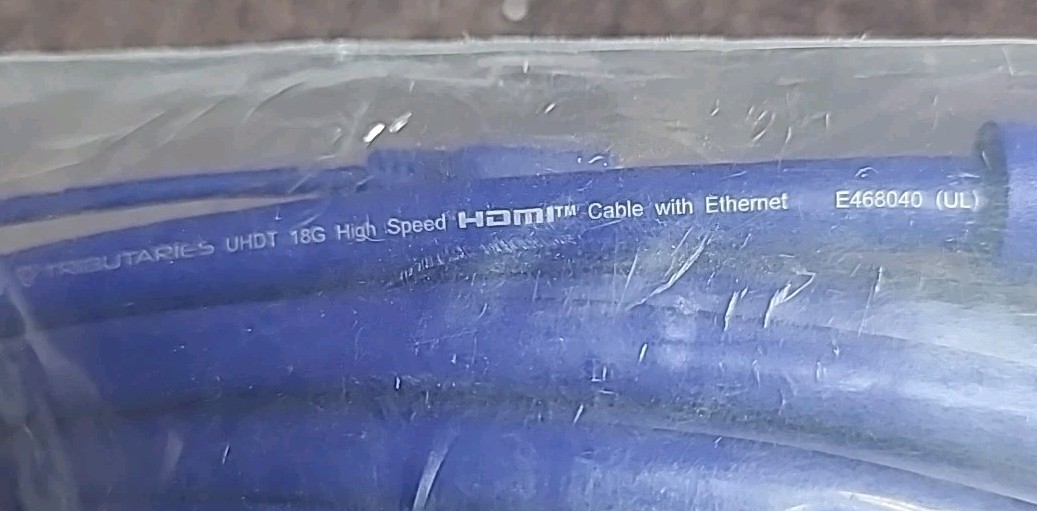 TRIBUTARIES UHDT 18G High Speed HDMI™ Cable with Ethernet E468040 (UL)